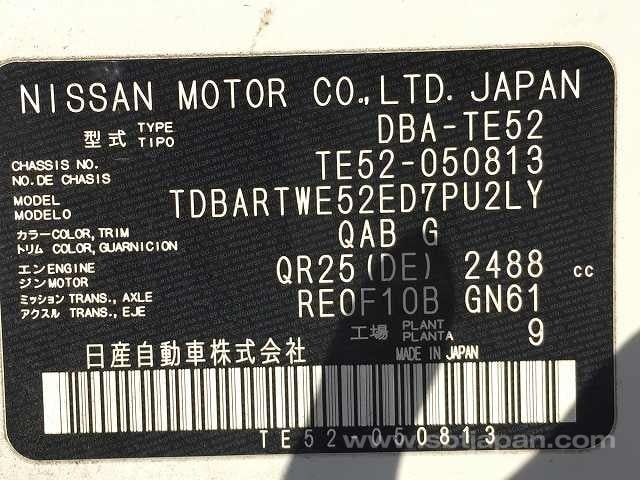 NISSAN MOTOR CO.,LTD. JAPAN
型式 TYPE TIPO DBA-TE52
CHASSIS NO. NO.DE CHASIS TE52-050813
MODEL MODELO TDBARTWE52ED7PU2LY
カラー COLOR, TRIM トリム COLOR, GUARNICION QAB G
エンジン ENGINE MOTOR QR25(DE) 2488 cc
ミッション TRANS., AXLE アクスル TRANS., EJE RE0F10B GN61
工場 PLANT PLANTA 9
日産自動車株式会社 MADE IN JAPAN
TE52 050813
www.sbtjapan.com